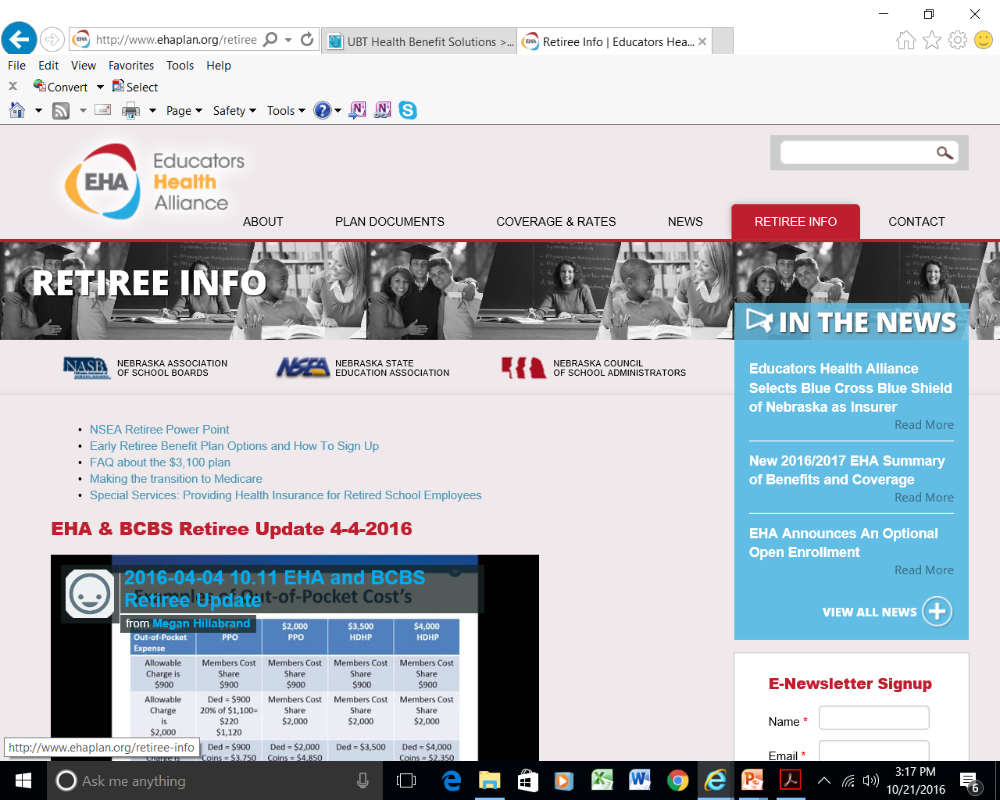 http://www.ehaplan.org/retiree
UBT Health Benefit Solutions >...
Retiree Info | Educators Hea...
File Edit View Favorites Tools Help
x Convert Select
Page Safety Tools
EHA Educators
Health
Alliance
ABOUT PLAN DOCUMENTS COVERAGE & RATES NEWS RETIREE INFO CONTACT
RETIREE INFO
NASB NEBRASKA ASSOCIATION
OF SCHOOL BOARDS
NSEA NEBRASKA STATE
EDUCATION ASSOCIATION
NEBRASKA COUNCIL
OF SCHOOL ADMINISTRATORS
• NSEA Retiree Power Point
• Early Retiree Benefit Plan Options and How To Sign Up
• FAQ about the $3,100 plan
• Making the transition to Medicare
• Special Services: Providing Health Insurance for Retired School Employees
EHA & BCBS Retiree Update 4-4-2016
2016-04-04 10.11 EHA and BCBS
Retiree Update
from Megan Hillabrand
Examples of Out-of-Pocket Cost's
Out-of-Pocket
Expense
PPO
$2,000
PPO
$3,500
HDHP
$4,000
HDHP
Allowable
Charge is
$900
Members Cost
Share
$900
Members Cost
Share
$900
Members Cost
Share
$900
Members Cost
Share
$900
Allowable
Charge
is
$2,000
Ded = $900
20% of $1,100=
$220
$1,120
Members Cost
Share
$2,000
Members Cost
Share
$2,000
Members Cost
Share
$2,000
Charge is
Ded = $900
Coins = $3,750
Ded = $2,000
Coins = $4,850
Ded = $3,500
Ded = $4,000
Coins = $2,350
IN THE NEWS
Educators Health Alliance
Selects Blue Cross Blue Shield
of Nebraska as Insurer
Read More
New 2016/2017 EHA Summary
of Benefits and Coverage
Read More
EHA Announces An Optional
Open Enrollment
Read More
VIEW ALL NEWS
E-Newsletter Signup
Name *
Email *
http://www.ehaplan.org/retiree-info
Ask me anything
3:17 PM
10/21/2016
6